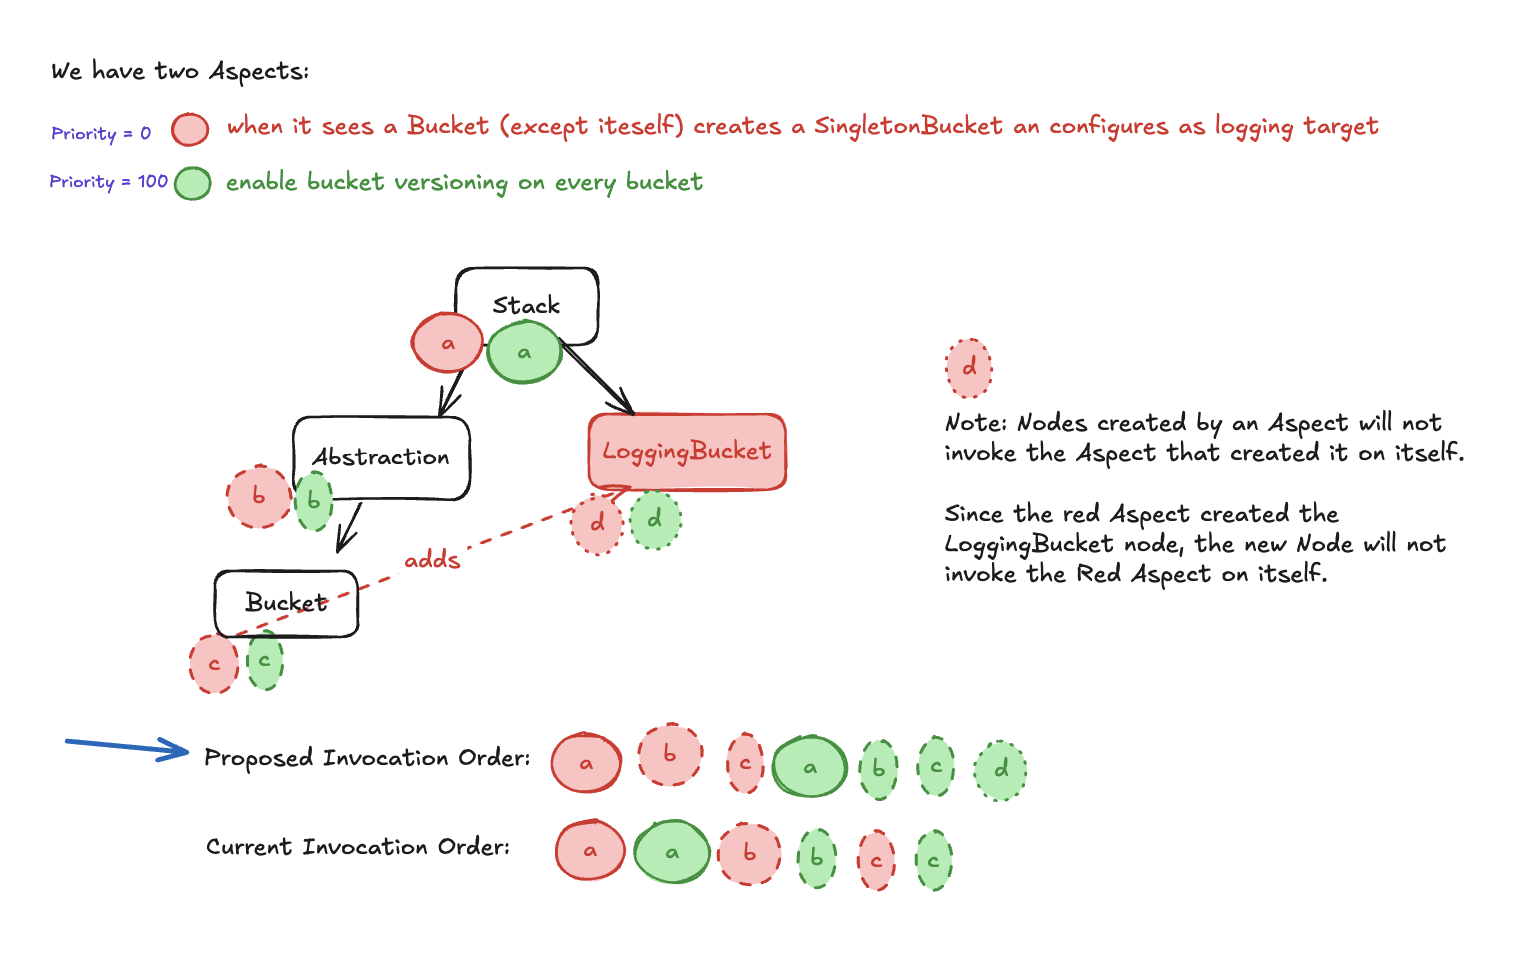 We have two Aspects:
Priority = 0
when it sees a Bucket (except iteself) creates a SingletonBucket an configures as logging target
Priority = 100
enable bucket versioning on every bucket
Stack
a
a
d
Note: Nodes created by an Aspect will not
invoke the Aspect that created it on itself.
Since the red Aspect created the
LoggingBucket node, the new Node will not
invoke the Red Aspect on itself.
Abstraction
LoggingBucket
b
b
d
d
adds
Bucket
c
c
Proposed Invocation Order:
a b c a b c d
Current Invocation Order:
a a b b c c